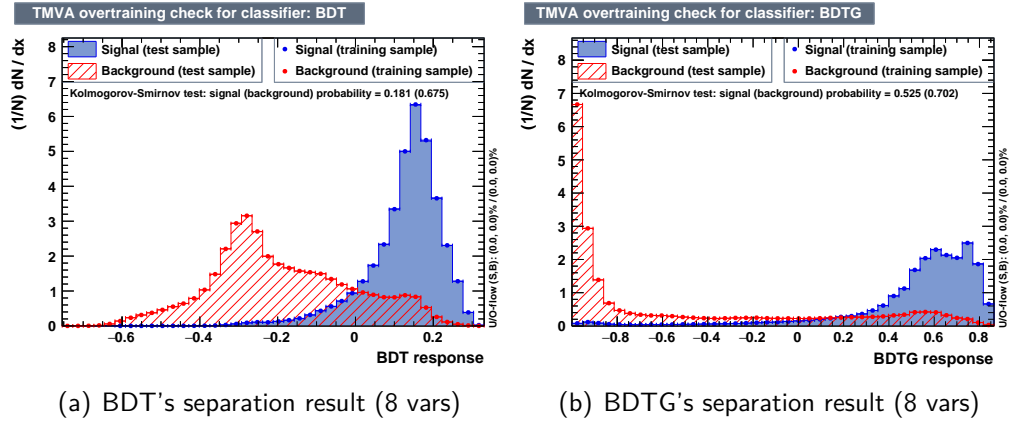 TMVA overtraining check for classifier: BDT
Signal (test sample)
Background (test sample)
Signal (training sample)
Background (training sample)
Kolmogorov-Smirnov test: signal (background) probability = 0.181 (0.675)
(1/N) dN / dx
8
7
6
5
4
3
2
1
0
−0.6
−0.4
−0.2
0
0.2
BDT response
U/O-flow (S,B): (0.0, 0.0)% / (0.0, 0.0)%
(a) BDT's separation result (8 vars)
TMVA overtraining check for classifier: BDTG
Signal (test sample)
Background (test sample)
Signal (training sample)
Background (training sample)
Kolmogorov-Smirnov test: signal (background) probability = 0.525 (0.702)
(1/N) dN / dx
8
7
6
5
4
3
2
1
0
−0.8
−0.6
−0.4
−0.2
0
0.2
0.4
0.6
0.8
BDTG response
U/O-flow (S,B): (0.0, 0.0)% / (0.0, 0.0)%
(b) BDTG's separation result (8 vars)